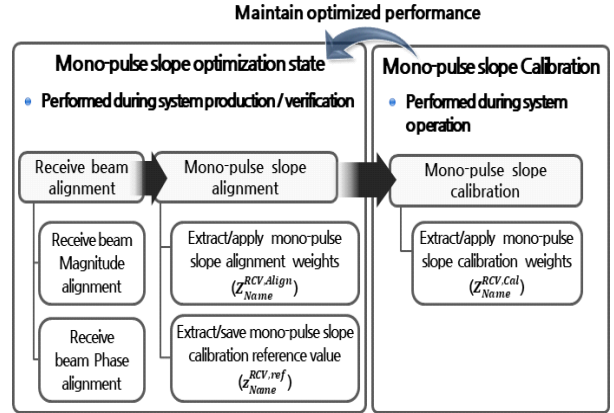 Maintain optimized performance
Mono-pulse slope optimization state
• Performed during system production / verification
Receive beam
alignment
Mono-pulse slope
alignment
Receive beam
Magnitude
alignment
Receive
beam Phase
alignment
Extract/apply mono-pulse
slope alignment weights
(Z_{Name}^{RCV,Align})
Extract/save mono-pulse slope
calibration reference value
(z_{Name}^{RCV,ref})
Mono-pulse slope Calibration
• Performed during system
operation
Mono-pulse slope
calibration
Extract/apply mono-pulse
slope calibration weights
(Z_{Name}^{RCV,Cal})